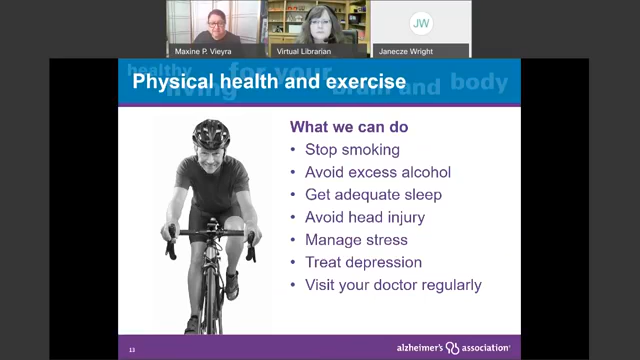 JW
Maxine P. Vieyra
Virtual Librarian
Janecze Wright
healthy living for your brain and body
Physical health and exercise
What we can do
• Stop smoking
• Avoid excess alcohol
• Get adequate sleep
• Avoid head injury
• Manage stress
• Treat depression
• Visit your doctor regularly
13
alzheimer's association®